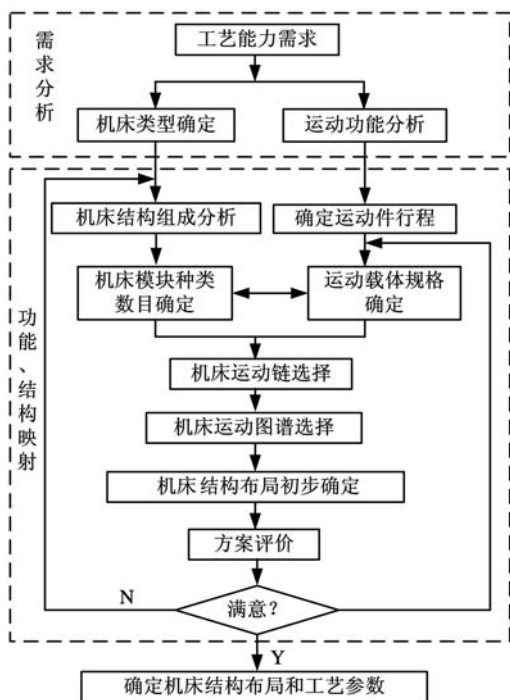 需求分析
工艺能力需求
机床类型确定
运动功能分析
功能、结构映射
机床结构组成分析
确定运动件行程
机床模块种类
数目确定
运动载体规格
确定
机床运动链选择
机床运动图谱选择
机床结构布局初步确定
方案评价
满意？
N
Y
确定机床结构布局和工艺参数